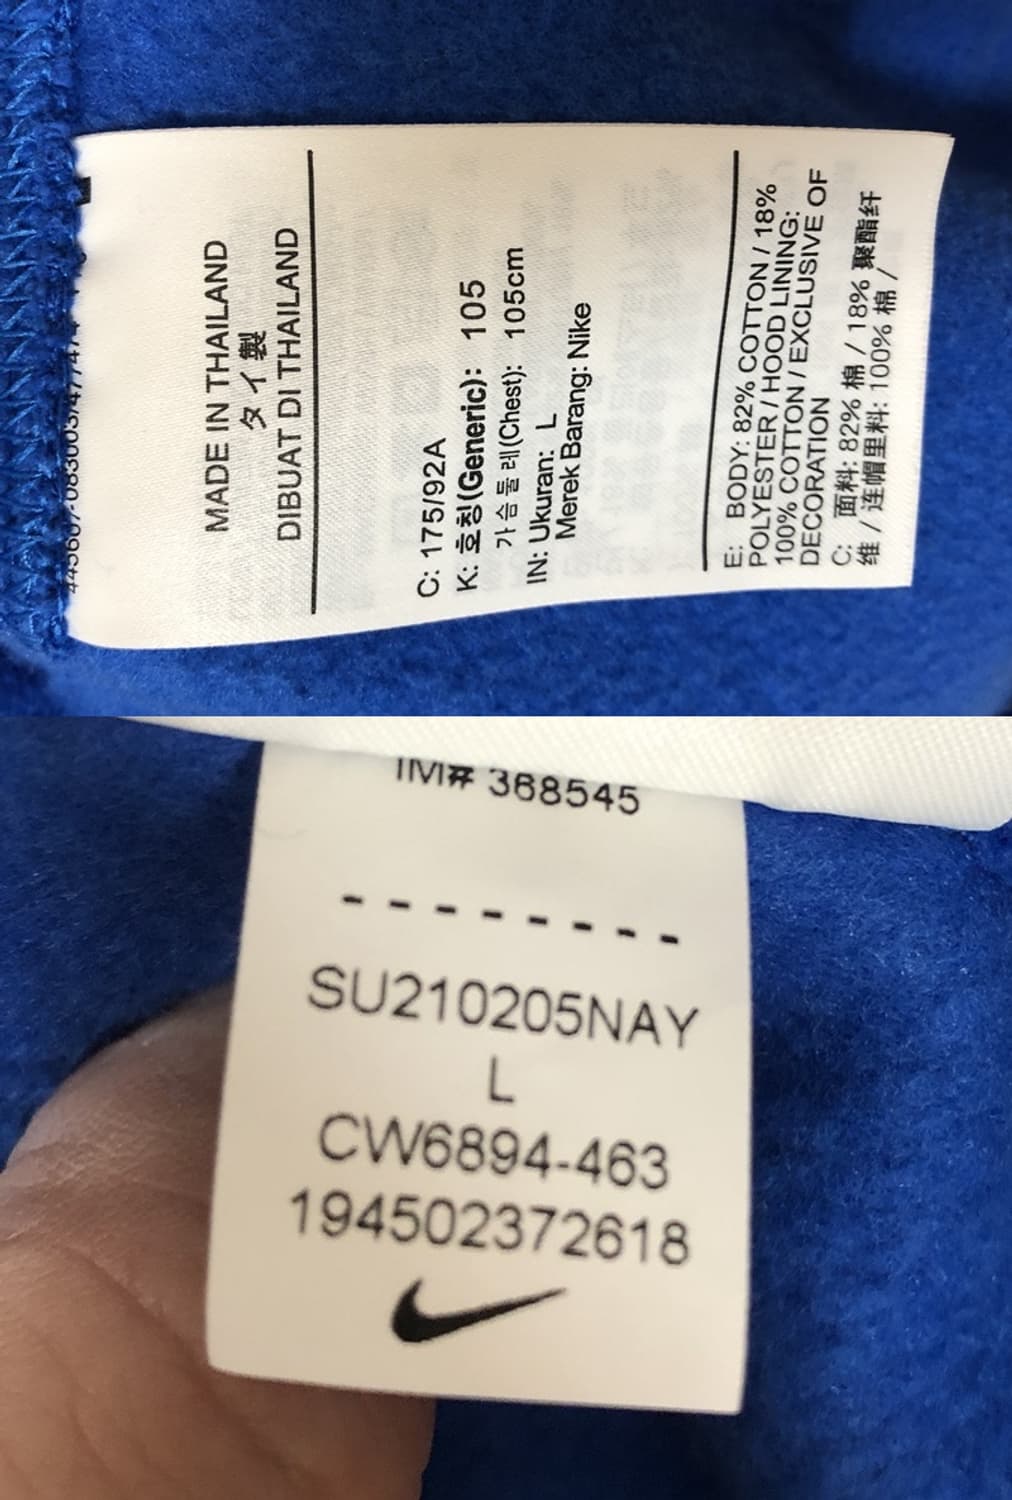 MADE IN THAILAND
タイ製
DIBUAT DI THAILAND
C: 175/92A
K: 호칭(Generic): 105
가슴둘레(Chest): 105cm
IN: Ukuran: L
Merek Barang: Nike
E: BODY: 82% COTTON / 18%
POLYESTER / HOOD LINING:
100% COTTON / EXCLUSIVE OF
DECORATION
C: 面料: 82% 棉 / 18% 聚酯纤
维 / 连帽里料: 100% 棉 /
IM# 368545
--------
SU210205NAY
L
CW6894-463
194502372618